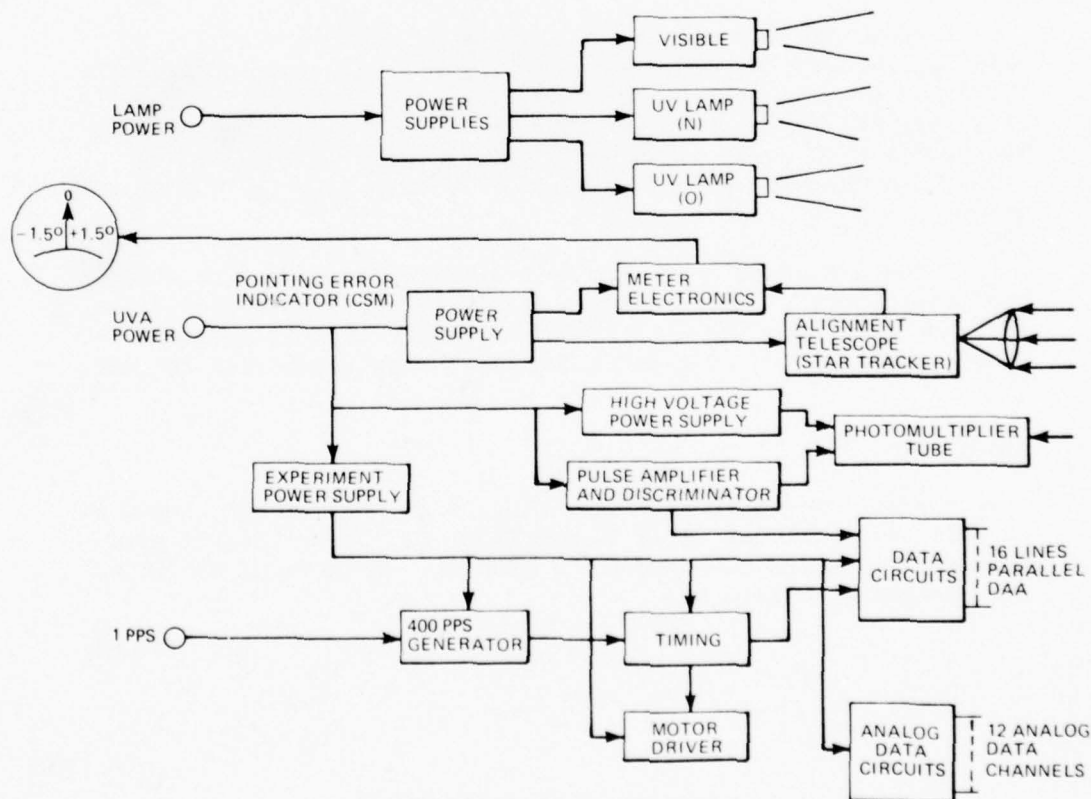 VISIBLE
LAMP
POWER
POWER
SUPPLIES
UV LAMP
(N)
UV LAMP
(O)
0
−1.5° +1.5°
POINTING ERROR
INDICATOR (CSM)
METER
ELECTRONICS
UVA
POWER
POWER
SUPPLY
ALIGNMENT
TELESCOPE
(STAR TRACKER)
HIGH VOLTAGE
POWER SUPPLY
PHOTOMULTIPLIER
TUBE
EXPERIMENT
POWER SUPPLY
PULSE AMPLIFIER
AND DISCRIMINATOR
DATA
CIRCUITS
16 LINES
PARALLEL
DAA
1 PPS
400 PPS
GENERATOR
TIMING
MOTOR
DRIVER
ANALOG
DATA
CIRCUITS
12 ANALOG
DATA
CHANNELS